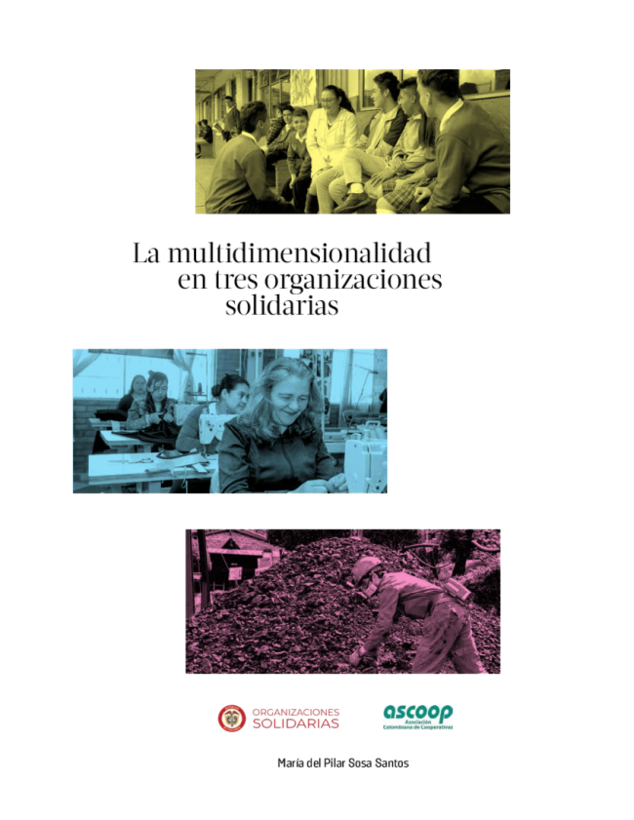 La multidimensionalidad
en tres organizaciones
solidarias
ORGANIZACIONES
SOLIDARIAS
ascoop
Asociación
Colombiana de Cooperativas
María del Pilar Sosa Santos